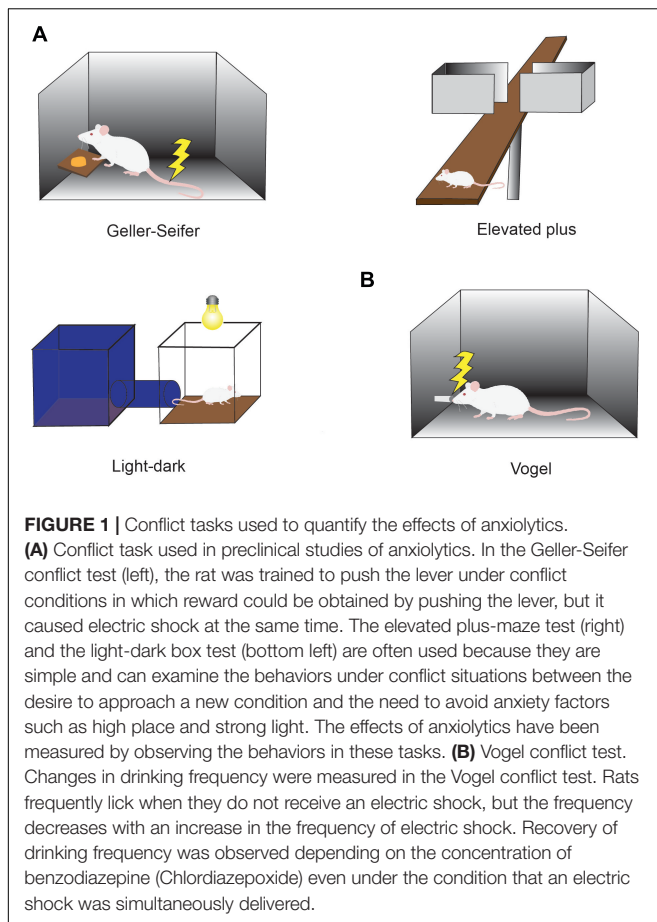 A
Geller-Seifer
Elevated plus
Light-dark
B
Vogel
FIGURE 1 | Conflict tasks used to quantify the effects of anxiolytics.
(A) Conflict task used in preclinical studies of anxiolytics. In the Geller-Seifer
conflict test (left), the rat was trained to push the lever under conflict
conditions in which reward could be obtained by pushing the lever, but it
caused electric shock at the same time. The elevated plus-maze test (right)
and the light-dark box test (bottom left) are often used because they are
simple and can examine the behaviors under conflict situations between the
desire to approach a new condition and the need to avoid anxiety factors
such as high place and strong light. The effects of anxiolytics have been
measured by observing the behaviors in these tasks. (B) Vogel conflict test.
Changes in drinking frequency were measured in the Vogel conflict test. Rats
frequently lick when they do not receive an electric shock, but the frequency
decreases with an increase in the frequency of electric shock. Recovery of
drinking frequency was observed depending on the concentration of
benzodiazepine (Chlordiazepoxide) even under the condition that an electric
shock was simultaneously delivered.